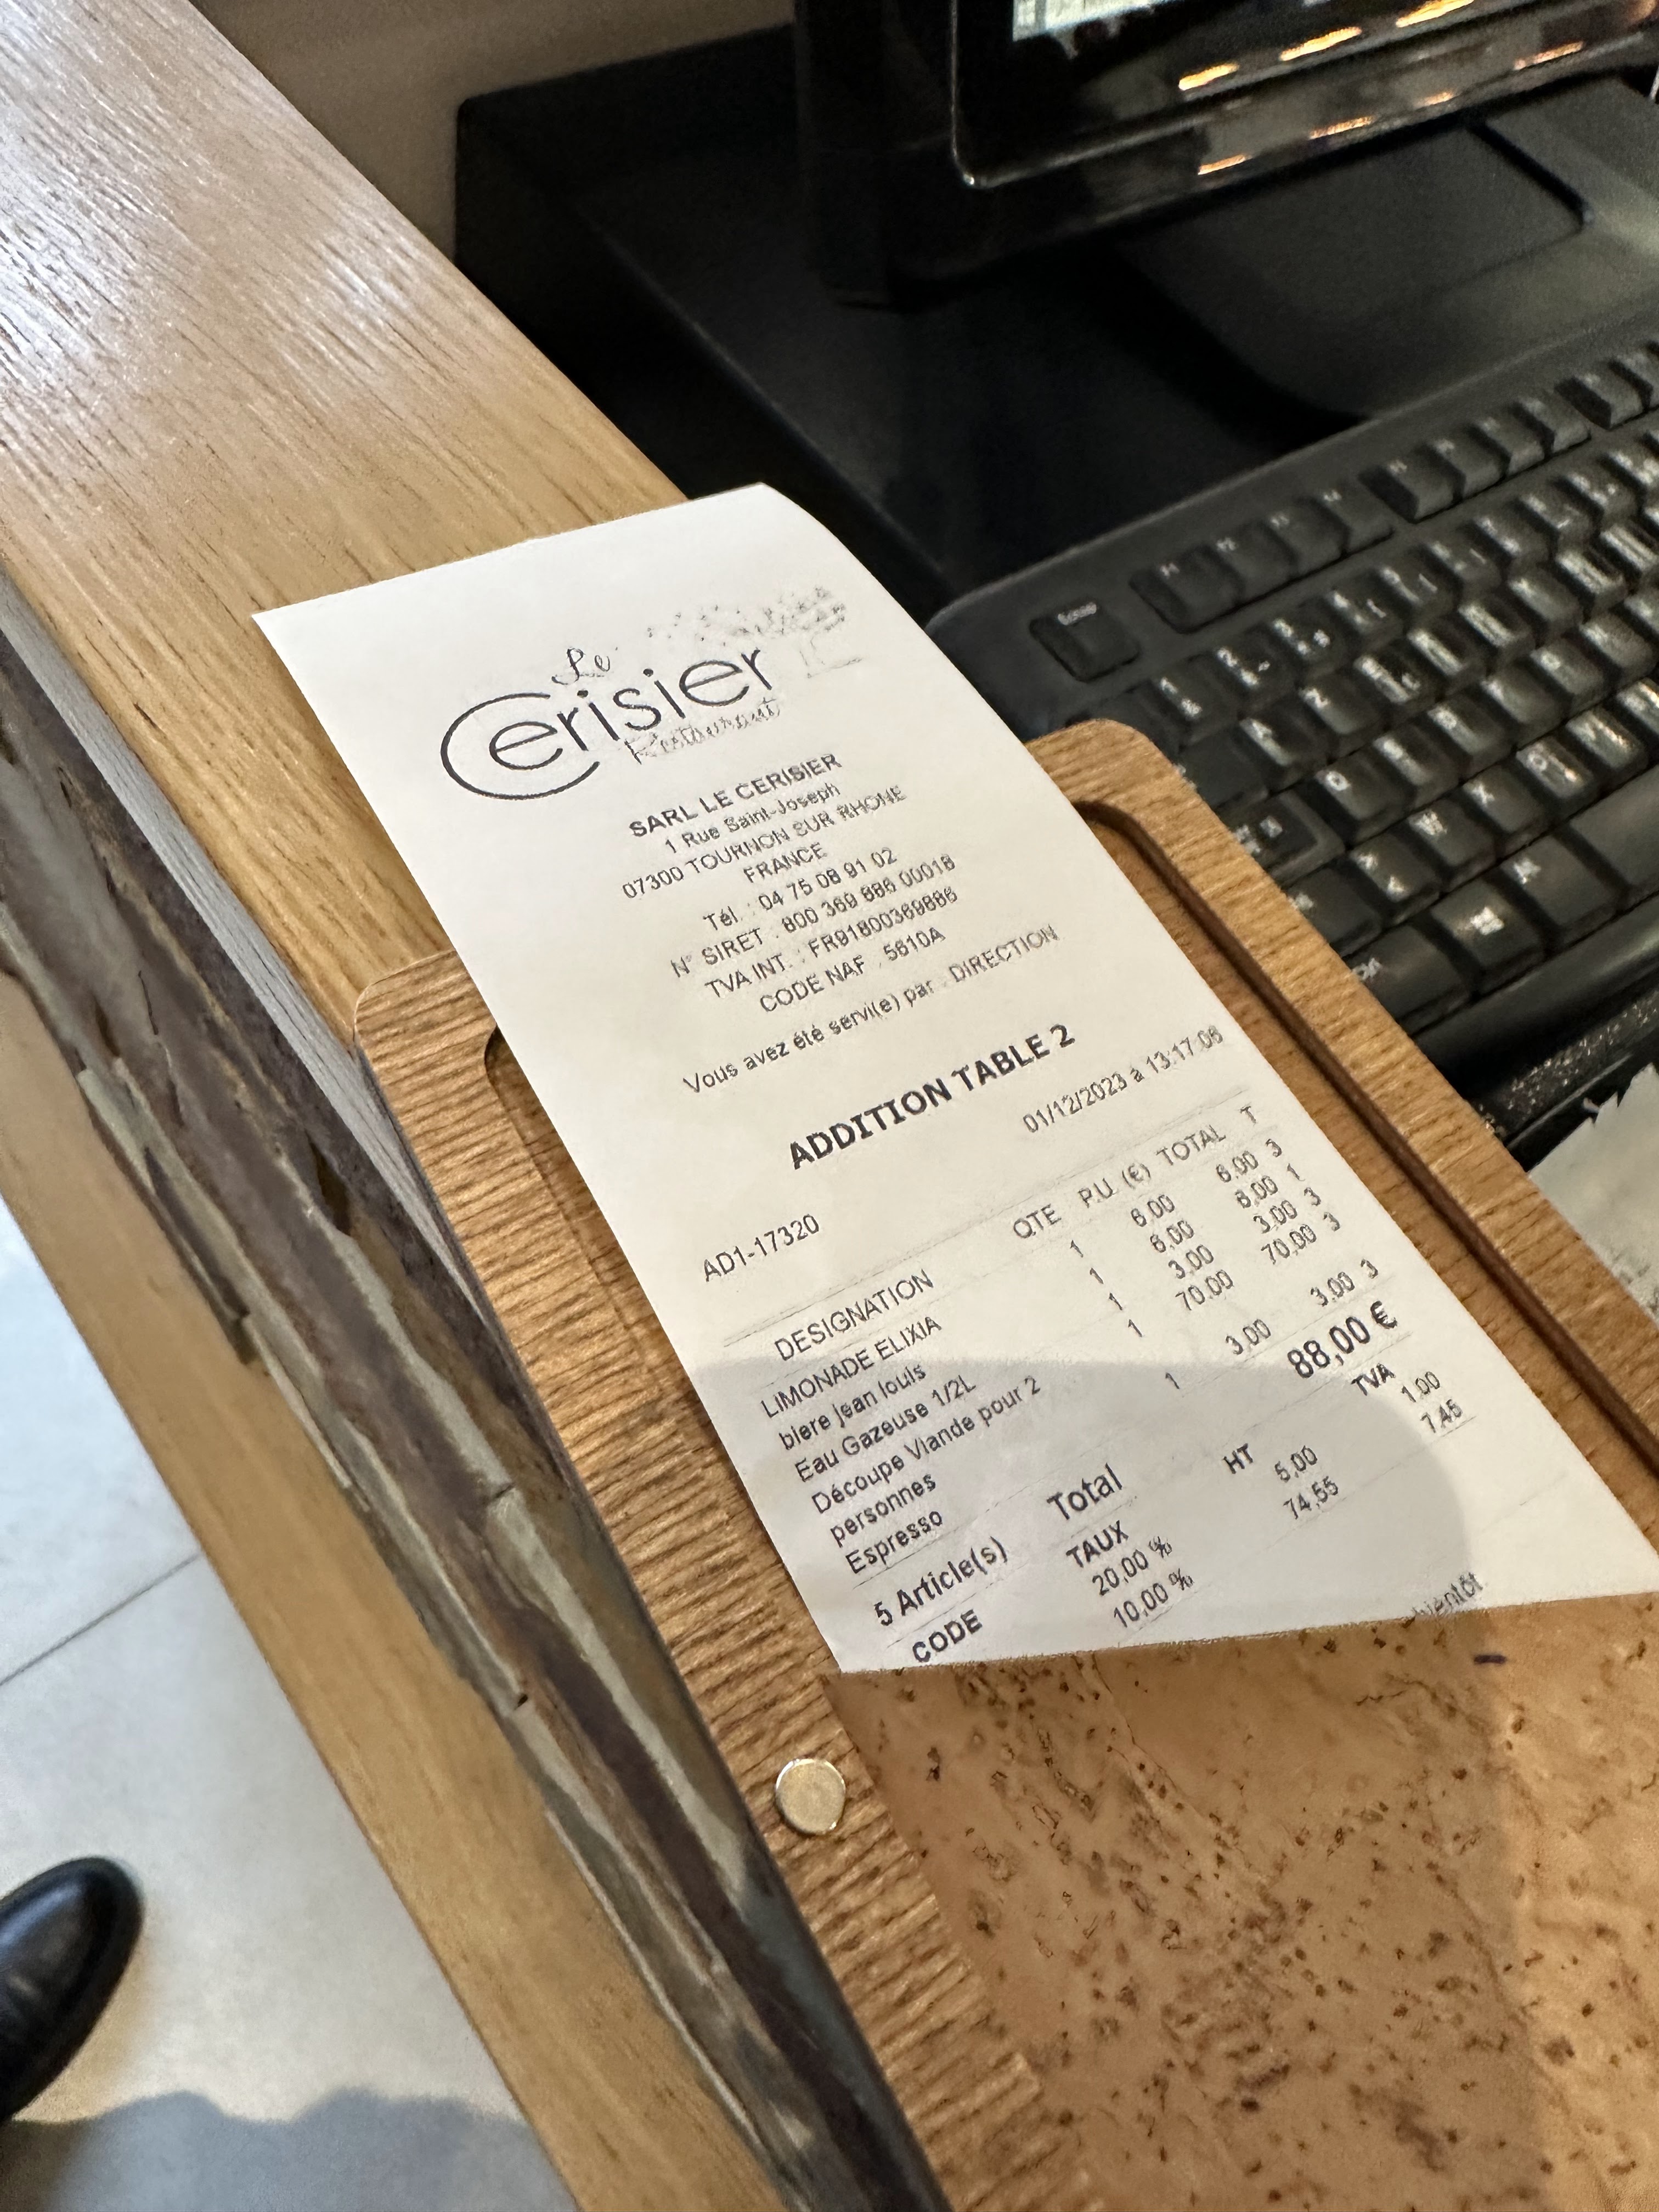 Le
Cerisier
Restaurant
SARL LE CERISIER
1 Rue Saint-Joseph
07300 TOURNON SUR RHONE
FRANCE
Tél. : 04 75 08 91 02
N° SIRET : 800 369 886 00018
TVA INT. : FR91800369886
CODE NAF : 5610A
Vous avez été servi(e) par : DIRECTION
ADDITION TABLE 2
01/12/2023 à 13:17:06
AD1-17320
DESIGNATION QTE P.U. (€) TOTAL T
LIMONADE ELIXIA 1 6.00 6.00 3
biere jean louis 1 6,00 6,00 1
Eau Gazeuse 1/2L 1 3,00 3.00 3
Découpe Viande pour 2 1 70.00 70,00 3
personnes
Espresso 1 3,00 3,00 3
5 Article(s) Total 88,00 €
CODE TAUX HT TVA
20,00 % 5,00 1,00
10,00 % 74,55 7,45